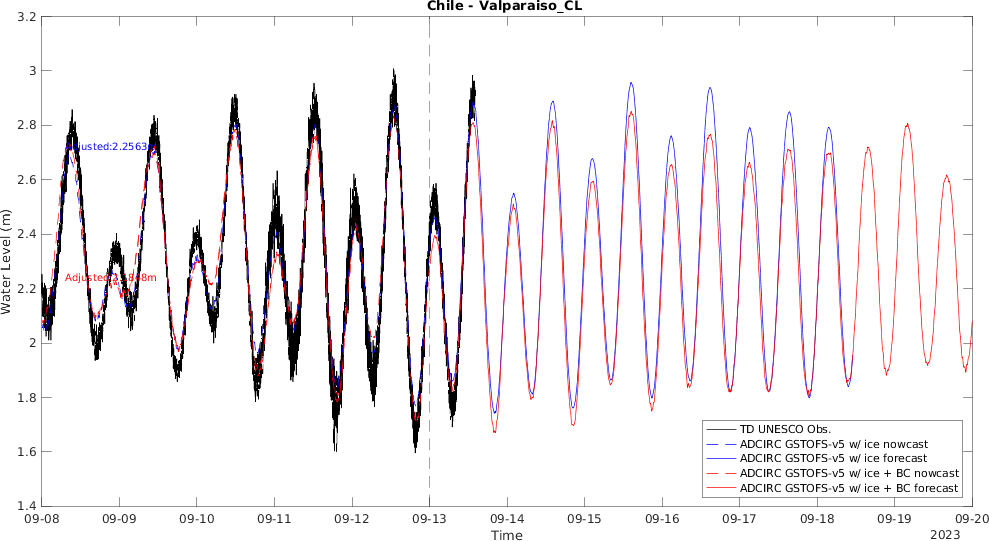 Chile - Valparaiso_CL
Water Level (m)
3.2
3
2.8
2.6
2.4
2.2
2
1.8
1.6
1.4
Adjusted:2.2563m
09-08
09-09
09-10
09-11
09-12
09-13
09-14
09-15
09-16
09-17
09-18
09-19
09-20
Time
2023
TD UNESCO Obs.
ADCIRC GSTOFS-v5 w/ ice nowcast
ADCIRC GSTOFS-v5 w/ ice forecast
ADCIRC GSTOFS-v5 w/ ice + BC nowcast
ADCIRC GSTOFS-v5 w/ ice + BC forecast